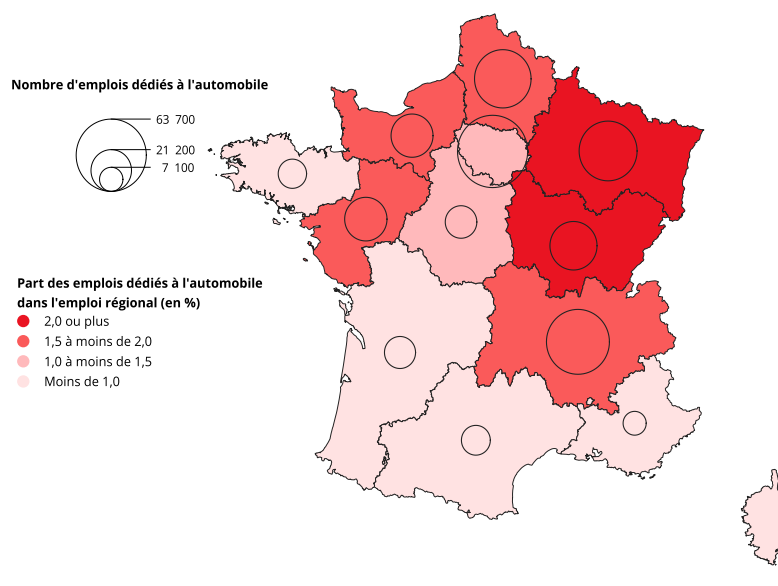 Nombre d'emplois dédiés à l'automobile
63 700
21 200
7 100
Part des emplois dédiés à l'automobile
dans l'emploi régional (en %)
2,0 ou plus
1,5 à moins de 2,0
1,0 à moins de 1,5
Moins de 1,0